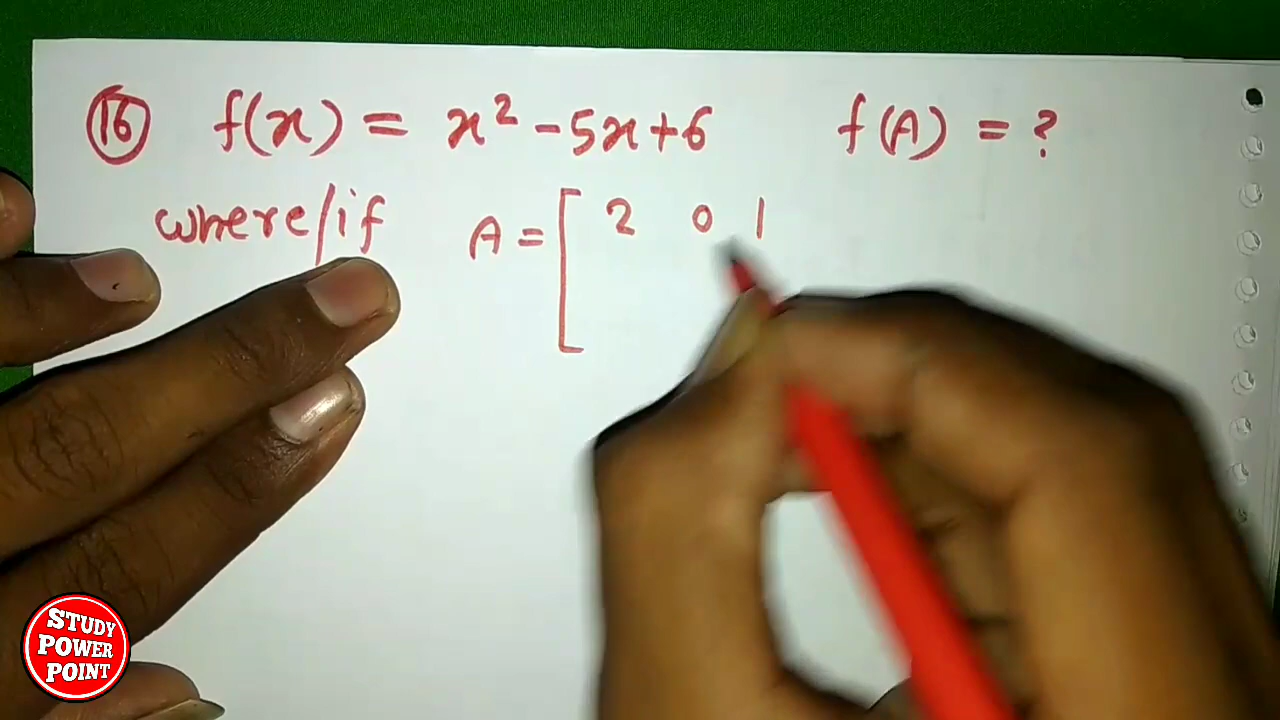 16 f(x) = x² - 5x + 6 f(A) = ?
where/if A = [ 2 0 1
STUDY
POWER
POINT